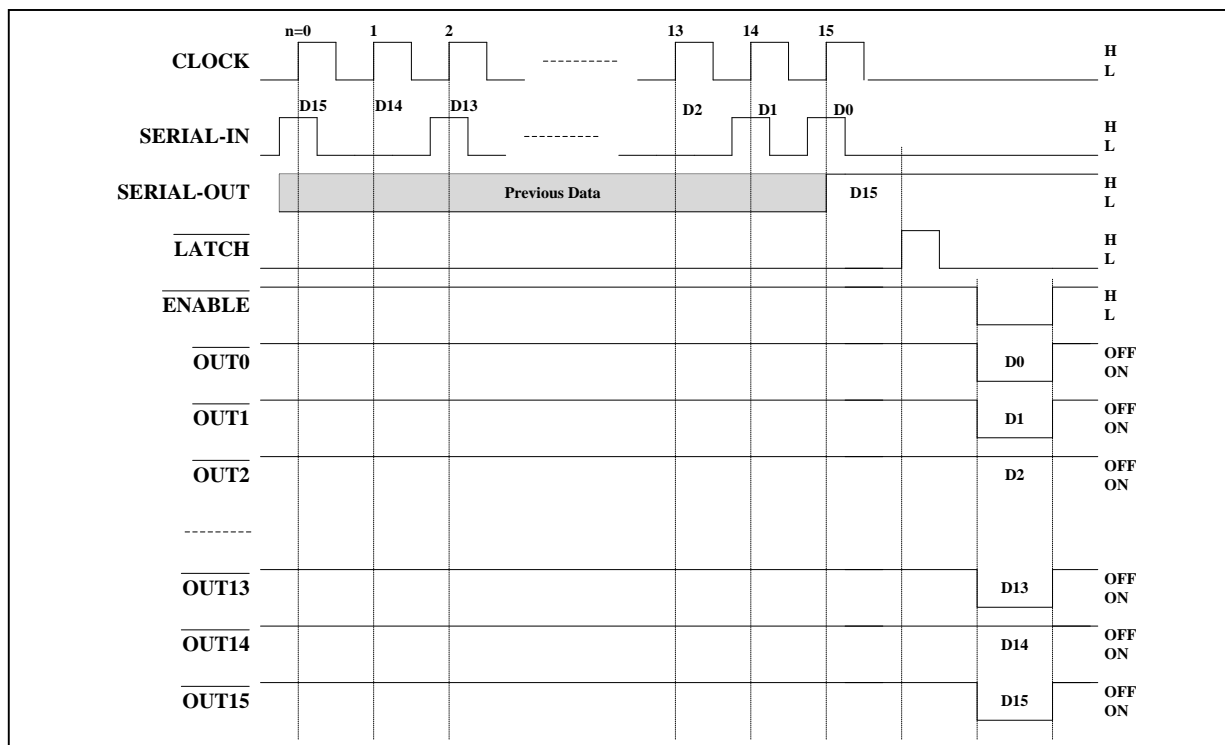 n=0 1 2 13 14 15
CLOCK
H
L
D15 D14 D13 D2 D1 D0
SERIAL-IN
H
L
SERIAL-OUT
Previous Data
D15
H
L
LATCH
H
L
ENABLE
H
L
OUT0
D0
OFF
ON
OUT1
D1
OFF
ON
OUT2
D2
OFF
ON
OUT13
D13
OFF
ON
OUT14
D14
OFF
ON
OUT15
D15
OFF
ON